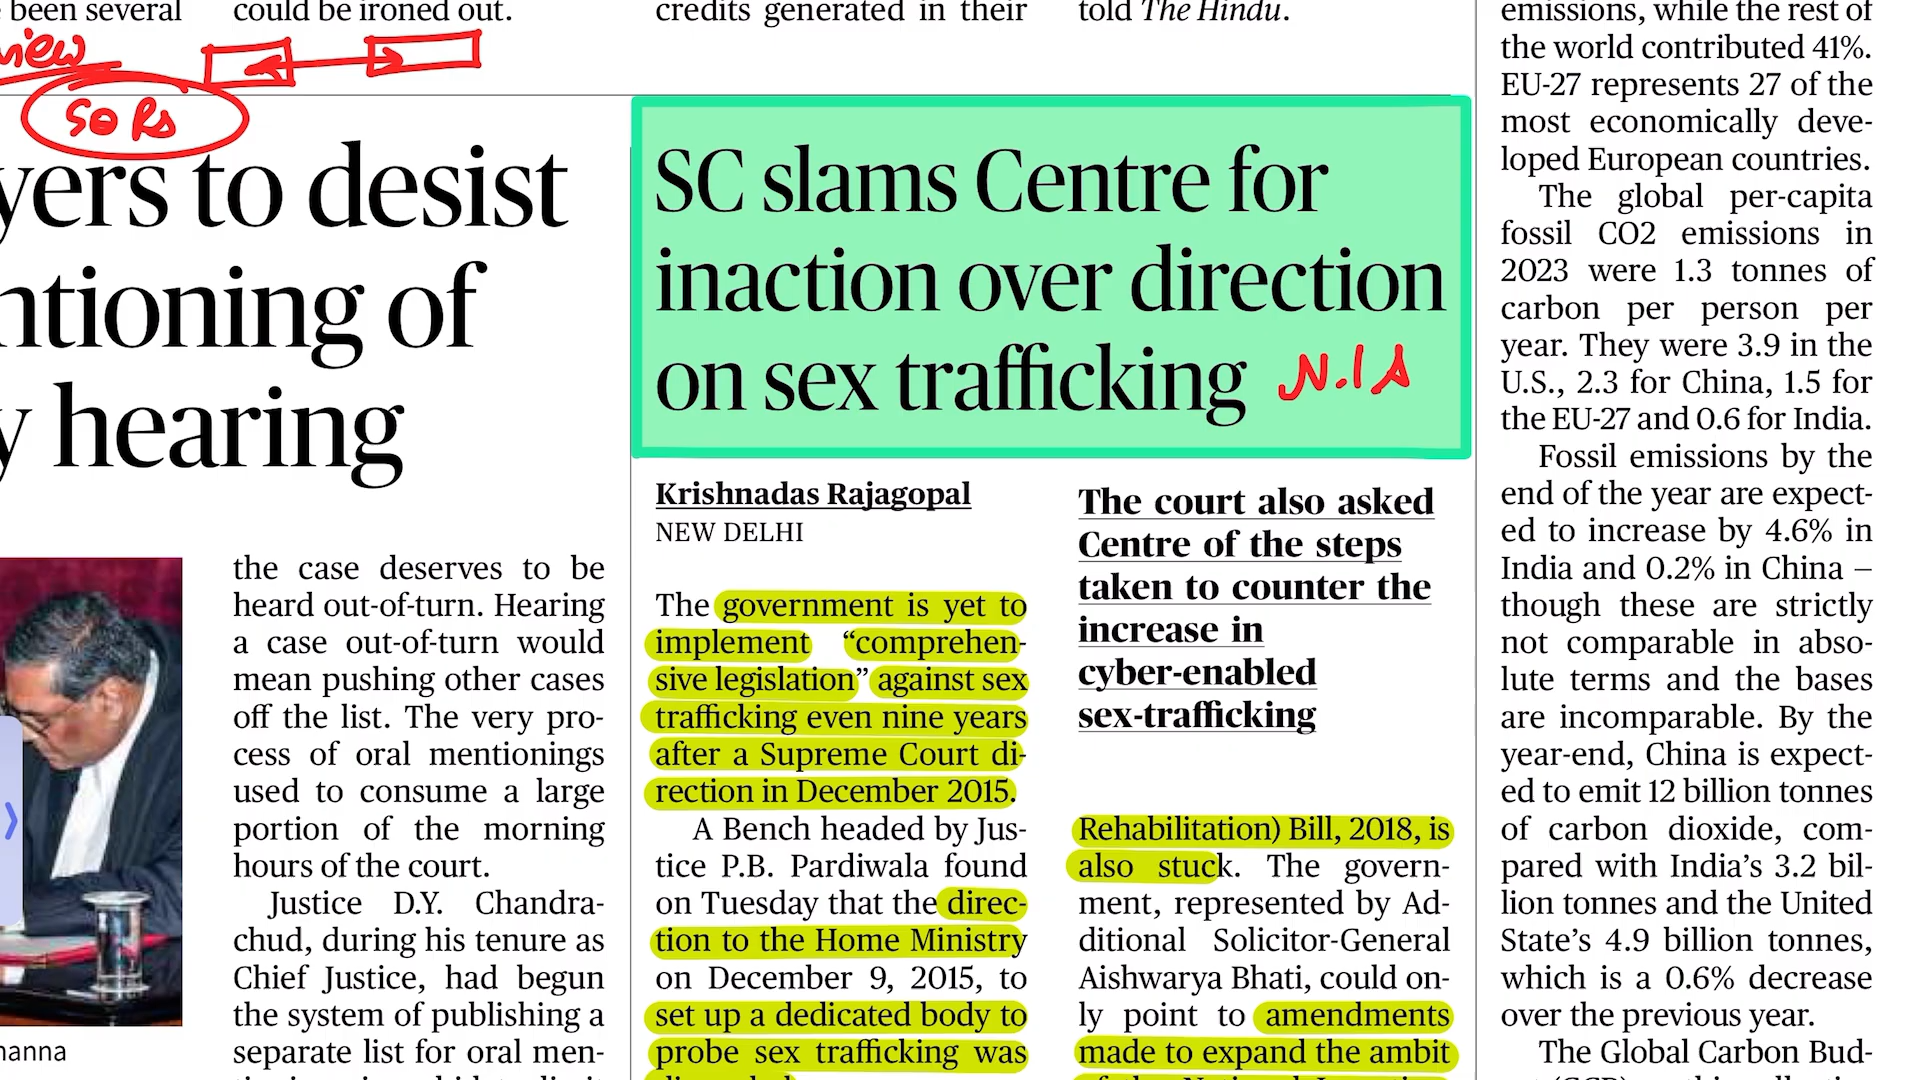 been several
could be ironed out.
credits generated in their
told The Hindu.
view
50 Rs
yers to desist
ntioning of
y hearing
the case deserves to be
heard out-of-turn. Hearing
a case out-of-turn would
mean pushing other cases
off the list. The very pro-
cess of oral mentionings
used to consume a large
portion of the morning
hours of the court.
Justice D.Y. Chandra-
chud, during his tenure as
Chief Justice, had begun
the system of publishing a
separate list for oral men-
hanna
SC slams Centre for
inaction over direction
on sex trafficking N.I.A
Krishnadas Rajagopal
NEW DELHI
The government is yet to
implement “comprehen-
sive legislation” against sex
trafficking even nine years
after a Supreme Court di-
rection in December 2015.
A Bench headed by Jus-
tice P.B. Pardiwala found
on Tuesday that the direc-
tion to the Home Ministry
on December 9, 2015, to
set up a dedicated body to
probe sex trafficking was
The court also asked
Centre of the steps
taken to counter the
increase in
cyber-enabled
sex-trafficking
Rehabilitation) Bill, 2018, is
also stuck. The govern-
ment, represented by Ad-
ditional Solicitor-General
Aishwarya Bhati, could on-
ly point to amendments
made to expand the ambit
emissions, while the rest of
the world contributed 41%.
EU-27 represents 27 of the
most economically deve-
loped European countries.
The global per-capita
fossil CO2 emissions in
2023 were 1.3 tonnes of
carbon per person per
year. They were 3.9 in the
U.S., 2.3 for China, 1.5 for
the EU-27 and 0.6 for India.
Fossil emissions by the
end of the year are expect-
ed to increase by 4.6% in
India and 0.2% in China —
though these are strictly
not comparable in abso-
lute terms and the bases
are incomparable. By the
year-end, China is expect-
ed to emit 12 billion tonnes
of carbon dioxide, com-
pared with India’s 3.2 bil-
lion tonnes and the United
State’s 4.9 billion tonnes,
which is a 0.6% decrease
over the previous year.
The Global Carbon Bud-